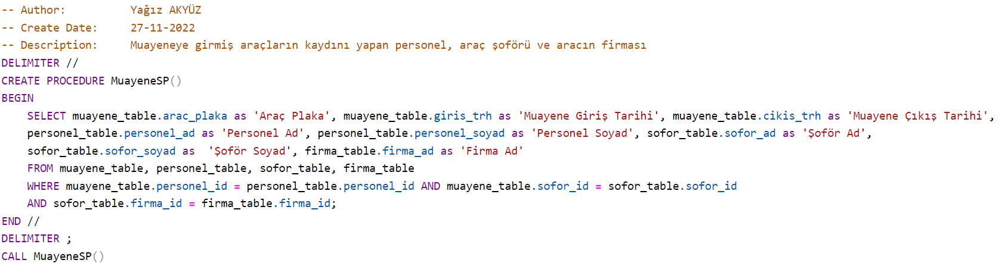 -- Author:          Yağız AKYÜZ
-- Create Date:     27-11-2022
-- Description:     Muayeneye girmiş araçların kaydını yapan personel, araç şoförü ve aracın firması
DELIMITER //
CREATE PROCEDURE MuayeneSP()
BEGIN
    SELECT muayene_table.arac_plaka as 'Araç Plaka', muayene_table.giris_trh as 'Muayene Giriş Tarihi', muayene_table.cikis_trh as 'Muayene Çıkış Tarihi',
    personel_table.personel_ad as 'Personel Ad', personel_table.personel_soyad as 'Personel Soyad', sofor_table.sofor_ad as 'Şoför Ad',
    sofor_table.sofor_soyad as  'Şoför Soyad', firma_table.firma_ad as 'Firma Ad'
    FROM muayene_table, personel_table, sofor_table, firma_table
    WHERE muayene_table.personel_id = personel_table.personel_id AND muayene_table.sofor_id = sofor_table.sofor_id
    AND sofor_table.firma_id = firma_table.firma_id;
END //
DELIMITER ;
CALL MuayeneSP()